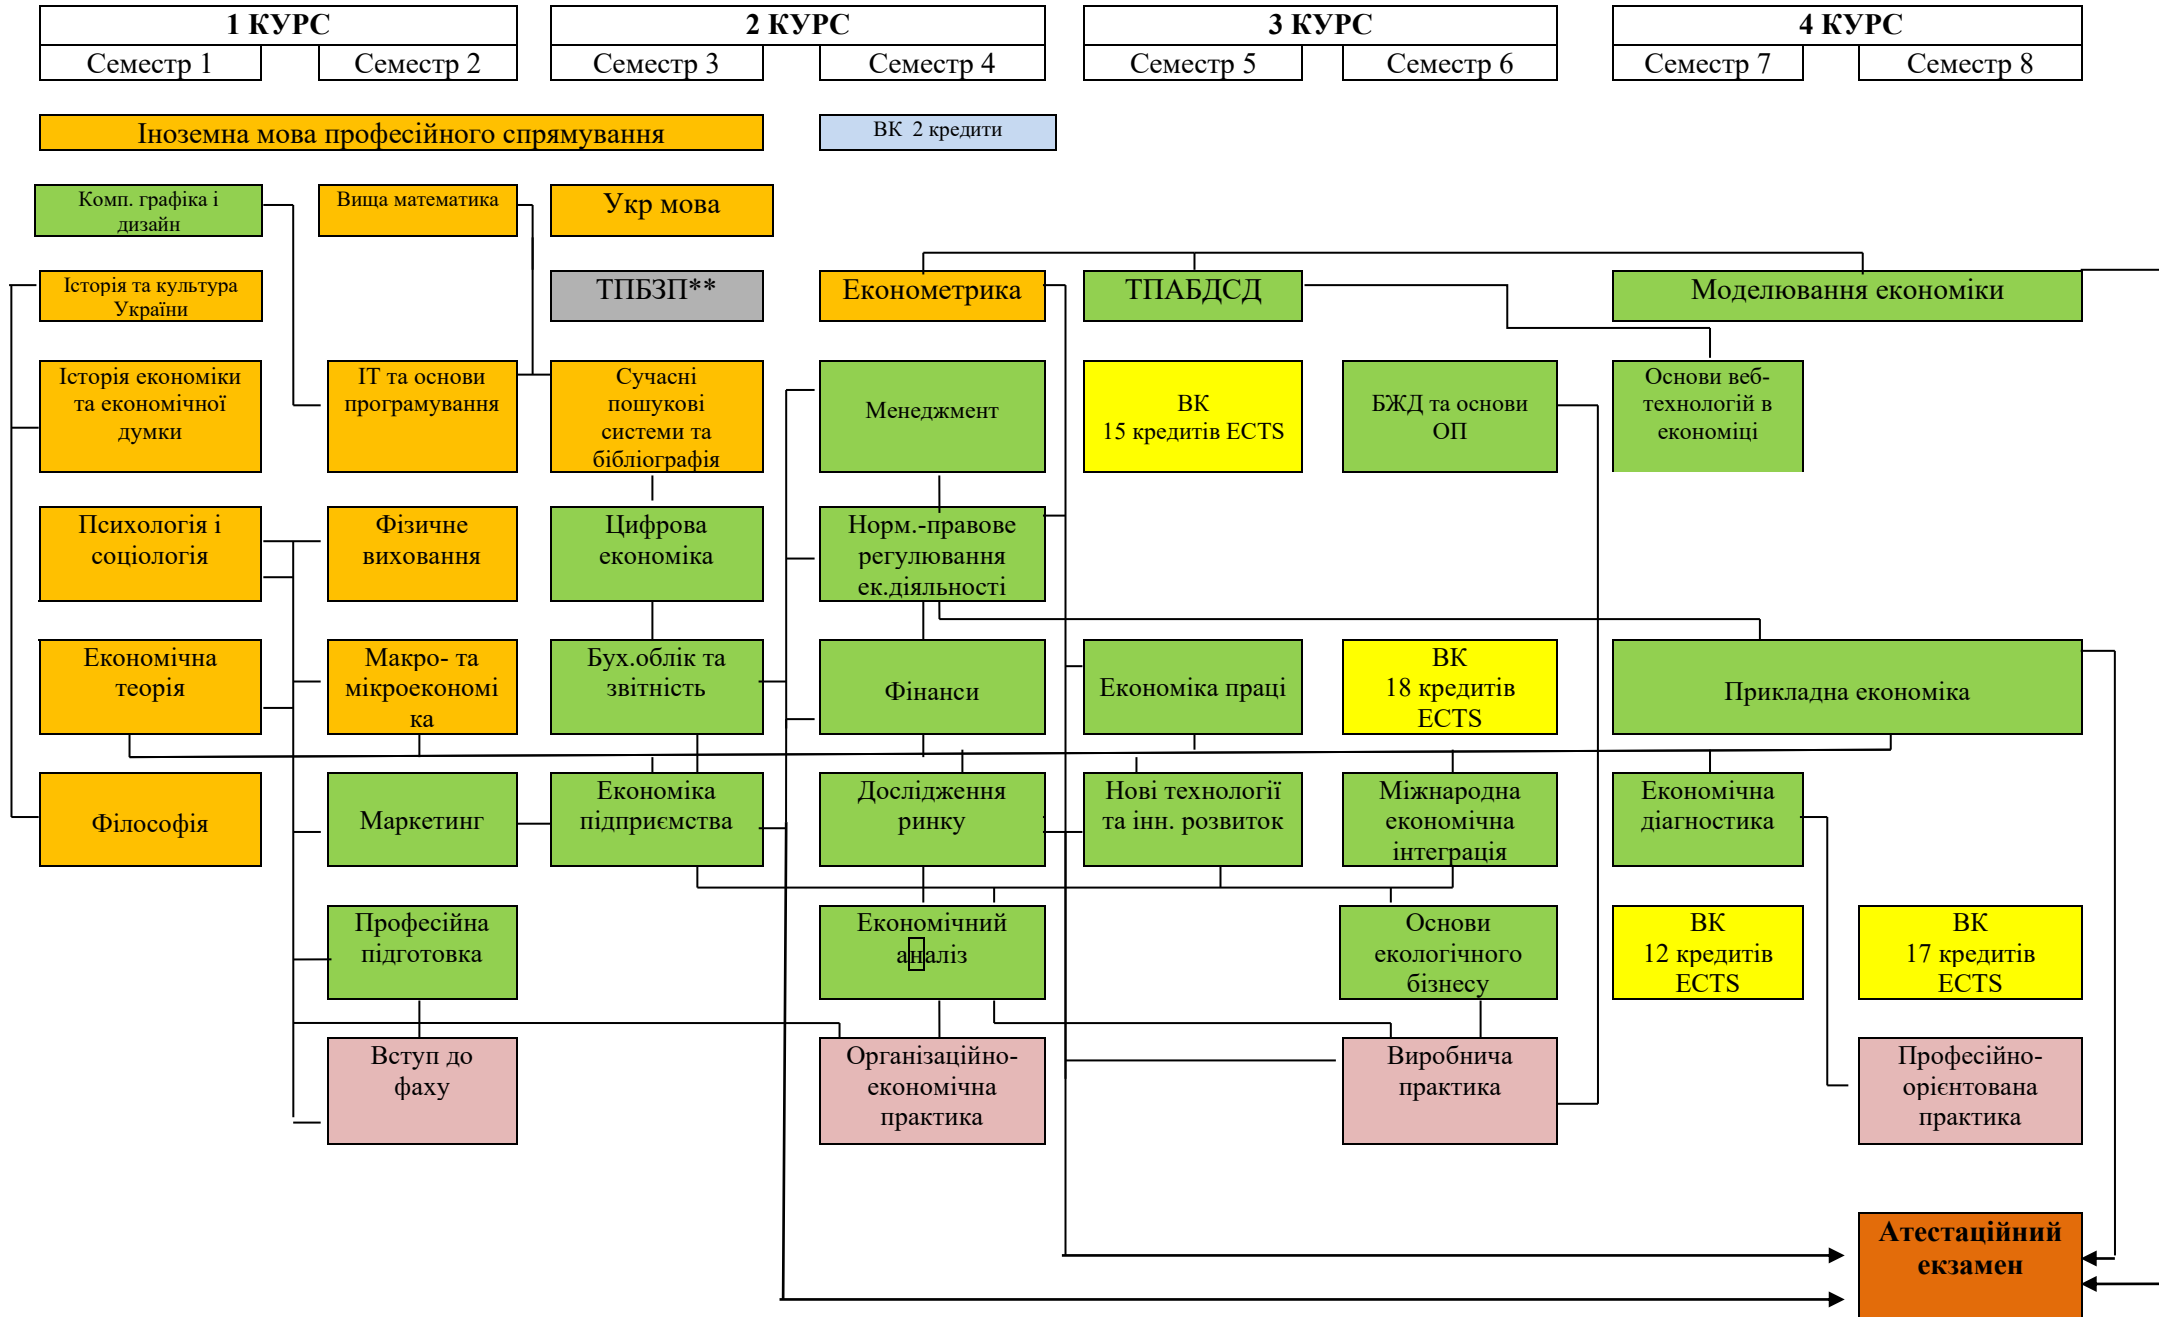 1 КУРС
2 КУРС
3 КУРС
4 КУРС
Семестр 1
Семестр 2
Семестр 3
Семестр 4
Семестр 5
Семестр 6
Семестр 7
Семестр 8
Іноземна мова професійного спрямування
ВК 2 кредити
Комп. графіка і
дизайн
Вища математика
Укр мова
Історія та культура
України
ТПБЗП**
Економетрика
ТПАБДСД
Моделювання економіки
Історія економіки
та економічної
думки
ІТ та основи
програмування
Сучасні
пошукові
системи та
бібліографія
Менеджмент
ВК
15 кредитів ECTS
БЖД та основи
ОП
Основи веб-
технологій в
економіці
Психологія і
соціологія
Фізичне
виховання
Цифрова
економіка
Норм.-правове
регулювання
ек.діяльності
Економічна
теорія
Макро- та
мікроекономі
ка
Бух.облік та
звітність
Фінанси
Економіка праці
ВК
18 кредитів
ECTS
Прикладна економіка
Філософія
Маркетинг
Економіка
підприємства
Дослідження
ринку
Нові технології
та інн. розвиток
Міжнародна
економічна
інтеграція
Економічна
діагностика
Професійна
підготовка
Економічний
аналіз
Основи
екологічного
бізнесу
ВК
12 кредитів
ECTS
ВК
17 кредитів
ECTS
Вступ до
фаху
Організаційно-
економічна
практика
Виробнича
практика
Професійно-
орієнтована
практика
Атестаційний
екзамен